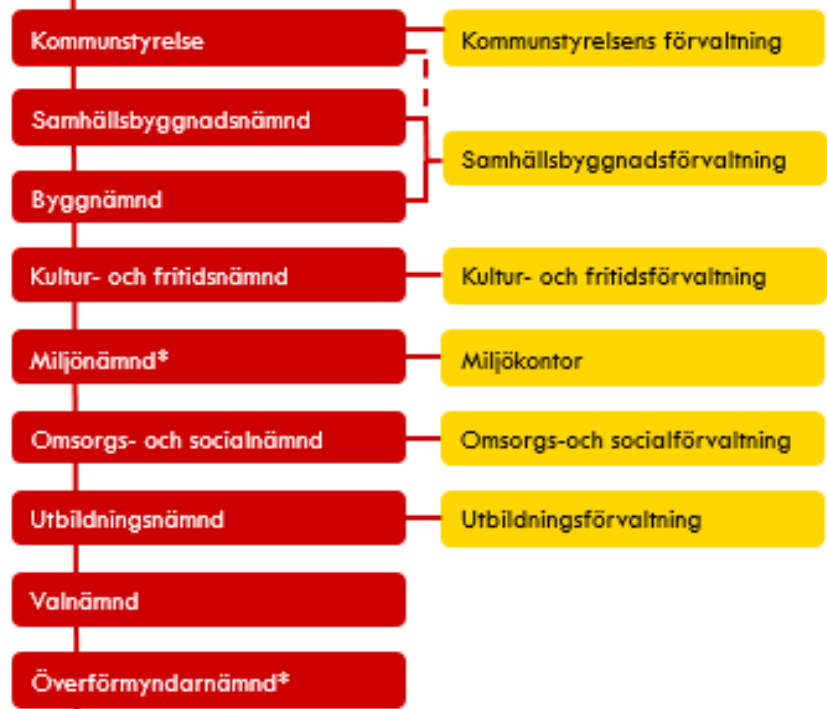 Kommunstyrelse
Kommunstyrelsens förvaltning
Samhällsbyggnadsnämnd
Samhällsbyggnadsförvaltning
Byggnämnd
Kultur- och fritidsnämnd
Kultur- och fritidsförvaltning
Miljönämnd*
Miljökontor
Omsorgs- och socialnämnd
Omsorgs-och socialförvaltning
Utbildningsnämnd
Utbildningsförvaltning
Valnämnd
Överförmyndarnämnd*